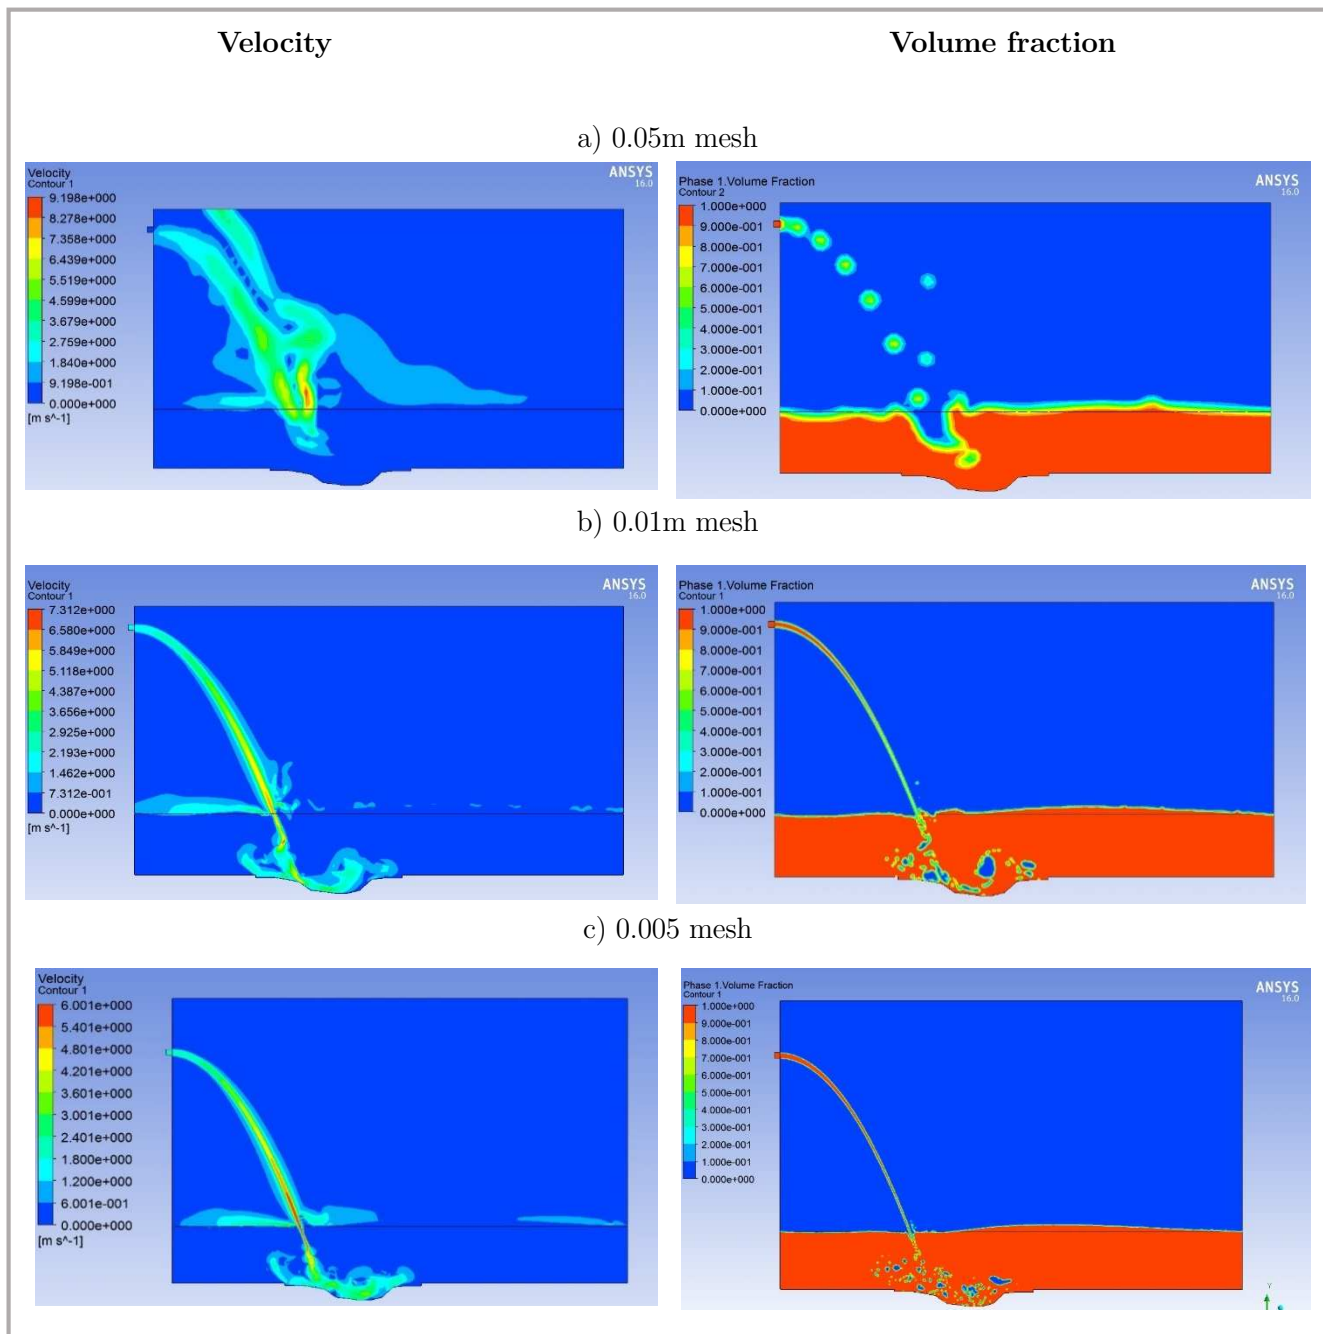 Velocity
Volume fraction
a) 0.05m mesh
Velocity
Contour 1
9.198e+000
8.278e+000
7.358e+000
6.439e+000
5.519e+000
4.599e+000
3.679e+000
2.759e+000
1.840e+000
9.198e-001
0.000e+000
[m s^-1]
ANSYS
16.0
Phase 1.Volume Fraction
Contour 2
1.000e+000
9.000e-001
8.000e-001
7.000e-001
6.000e-001
5.000e-001
4.000e-001
3.000e-001
2.000e-001
1.000e-001
0.000e+000
ANSYS
16.0
b) 0.01m mesh
Velocity
Contour 1
7.312e+000
6.580e+000
5.849e+000
5.118e+000
4.387e+000
3.656e+000
2.925e+000
2.193e+000
1.462e+000
7.312e-001
0.000e+000
[m s^-1]
ANSYS
16.0
Phase 1.Volume Fraction
Contour 1
1.000e+000
9.000e-001
8.000e-001
7.000e-001
6.000e-001
5.000e-001
4.000e-001
3.000e-001
2.000e-001
1.000e-001
0.000e+000
ANSYS
16.0
c) 0.005 mesh
Velocity
Contour 1
6.001e+000
5.401e+000
4.801e+000
4.201e+000
3.601e+000
3.001e+000
2.401e+000
1.800e+000
1.200e+000
6.001e-001
0.000e+000
[m s^-1]
Phase 1.Volume Fraction
Contour 1
1.000e+000
9.000e-001
8.000e-001
7.000e-001
6.000e-001
5.000e-001
4.000e-001
3.000e-001
2.000e-001
1.000e-001
0.000e+000
ANSYS
16.0
Y